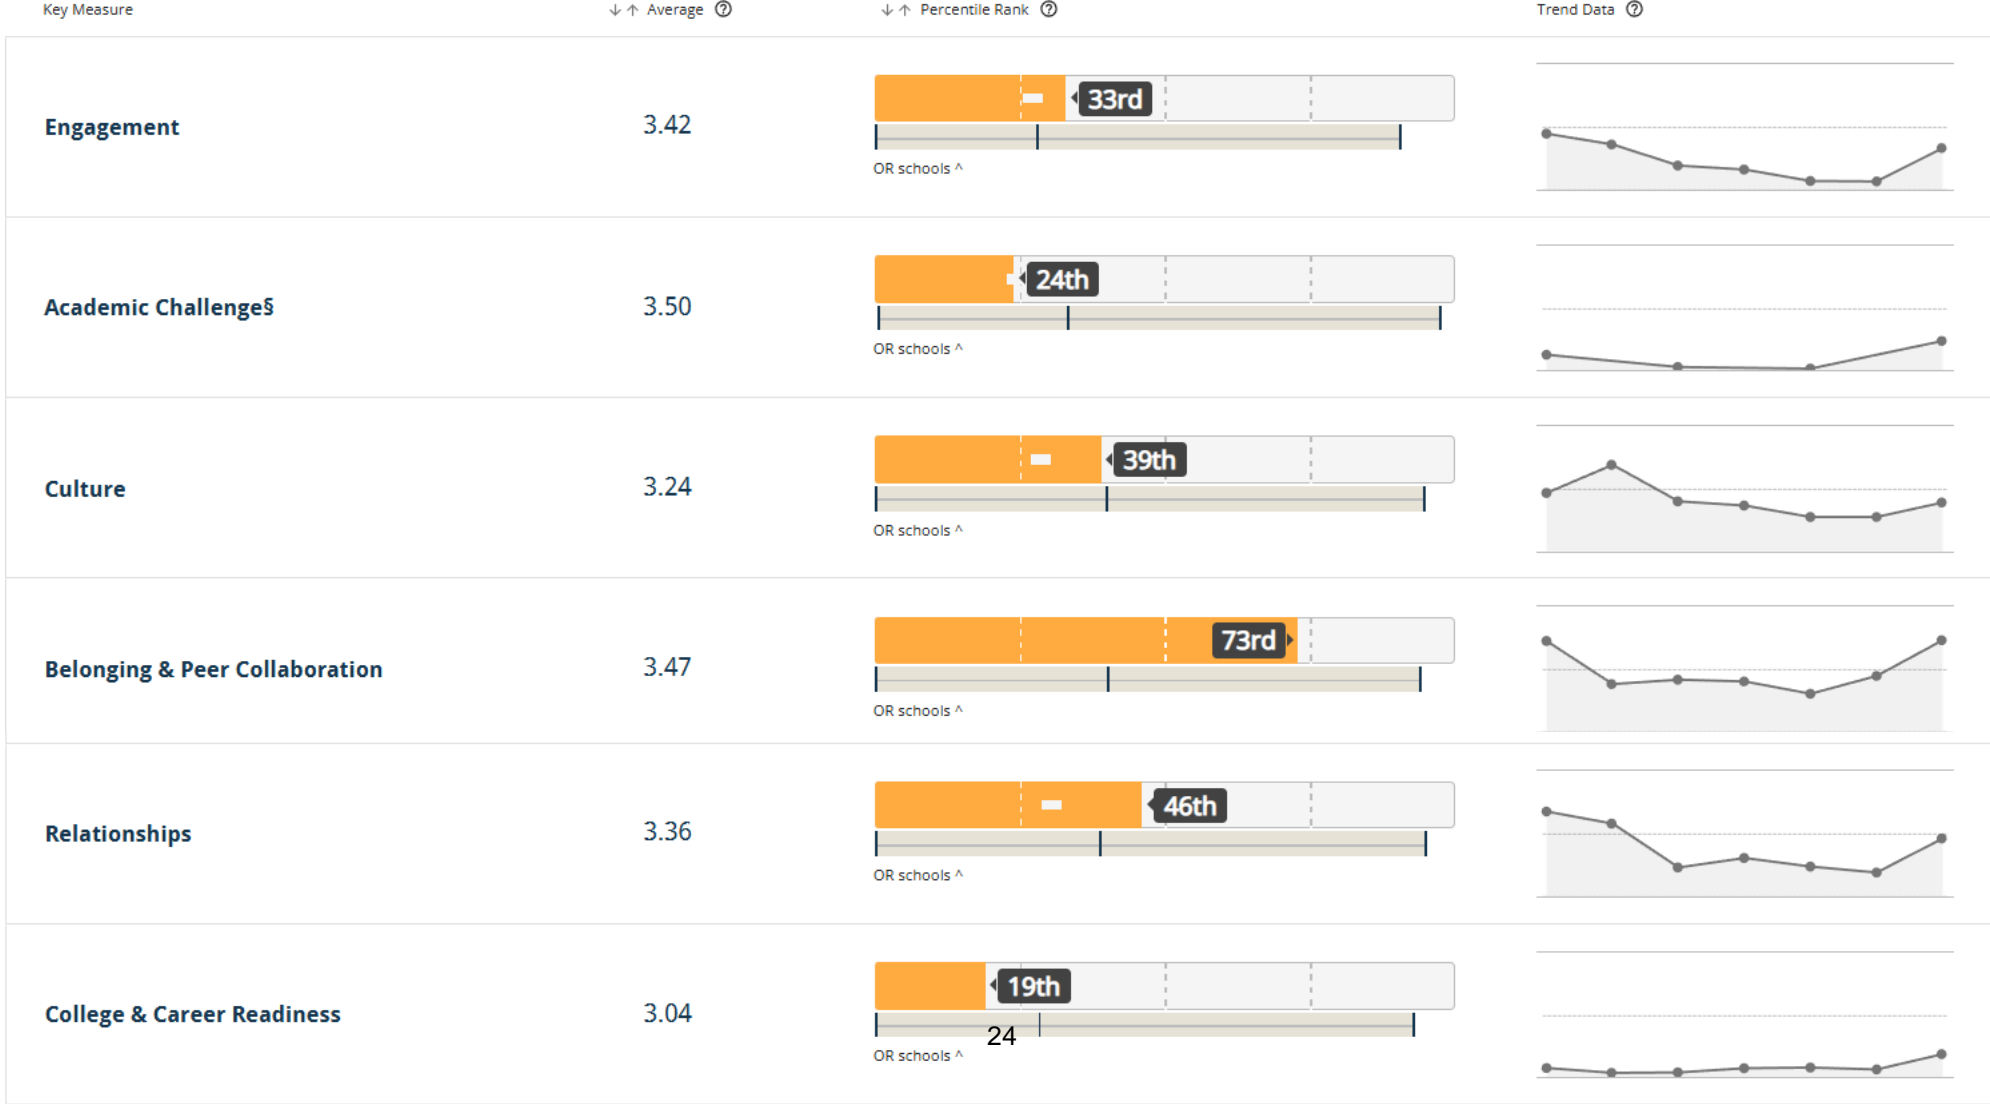 Key Measure ↓↑ Average ? ↓↑ Percentile Rank ? Trend Data ?
Engagement 3.42 33rd
OR schools ^
Academic Challenge§ 3.50 24th
OR schools ^
Culture 3.24 39th
OR schools ^
Belonging & Peer Collaboration 3.47 73rd
OR schools ^
Relationships 3.36 46th
OR schools ^
College & Career Readiness 3.04 19th
24
OR schools ^